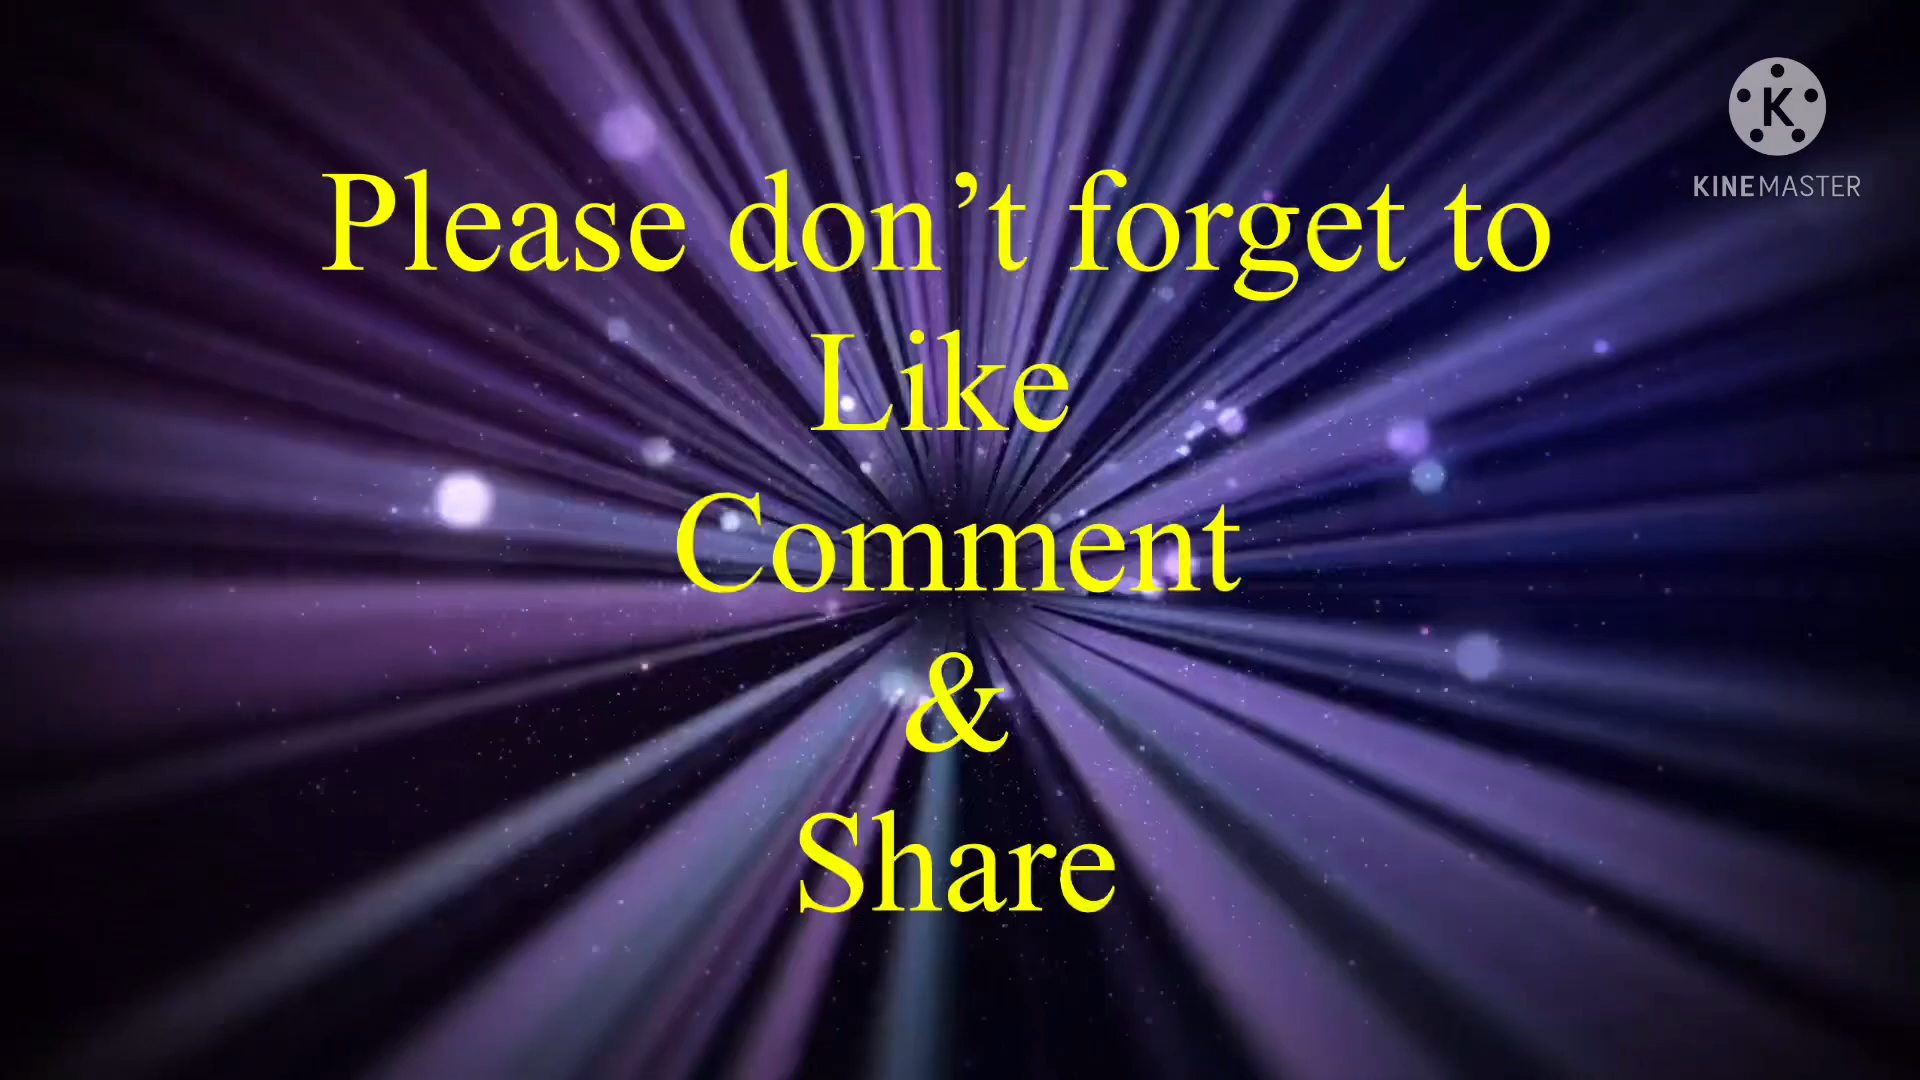 K
KINEMASTER
Please don’t forget to
Like
Comment
&
Share